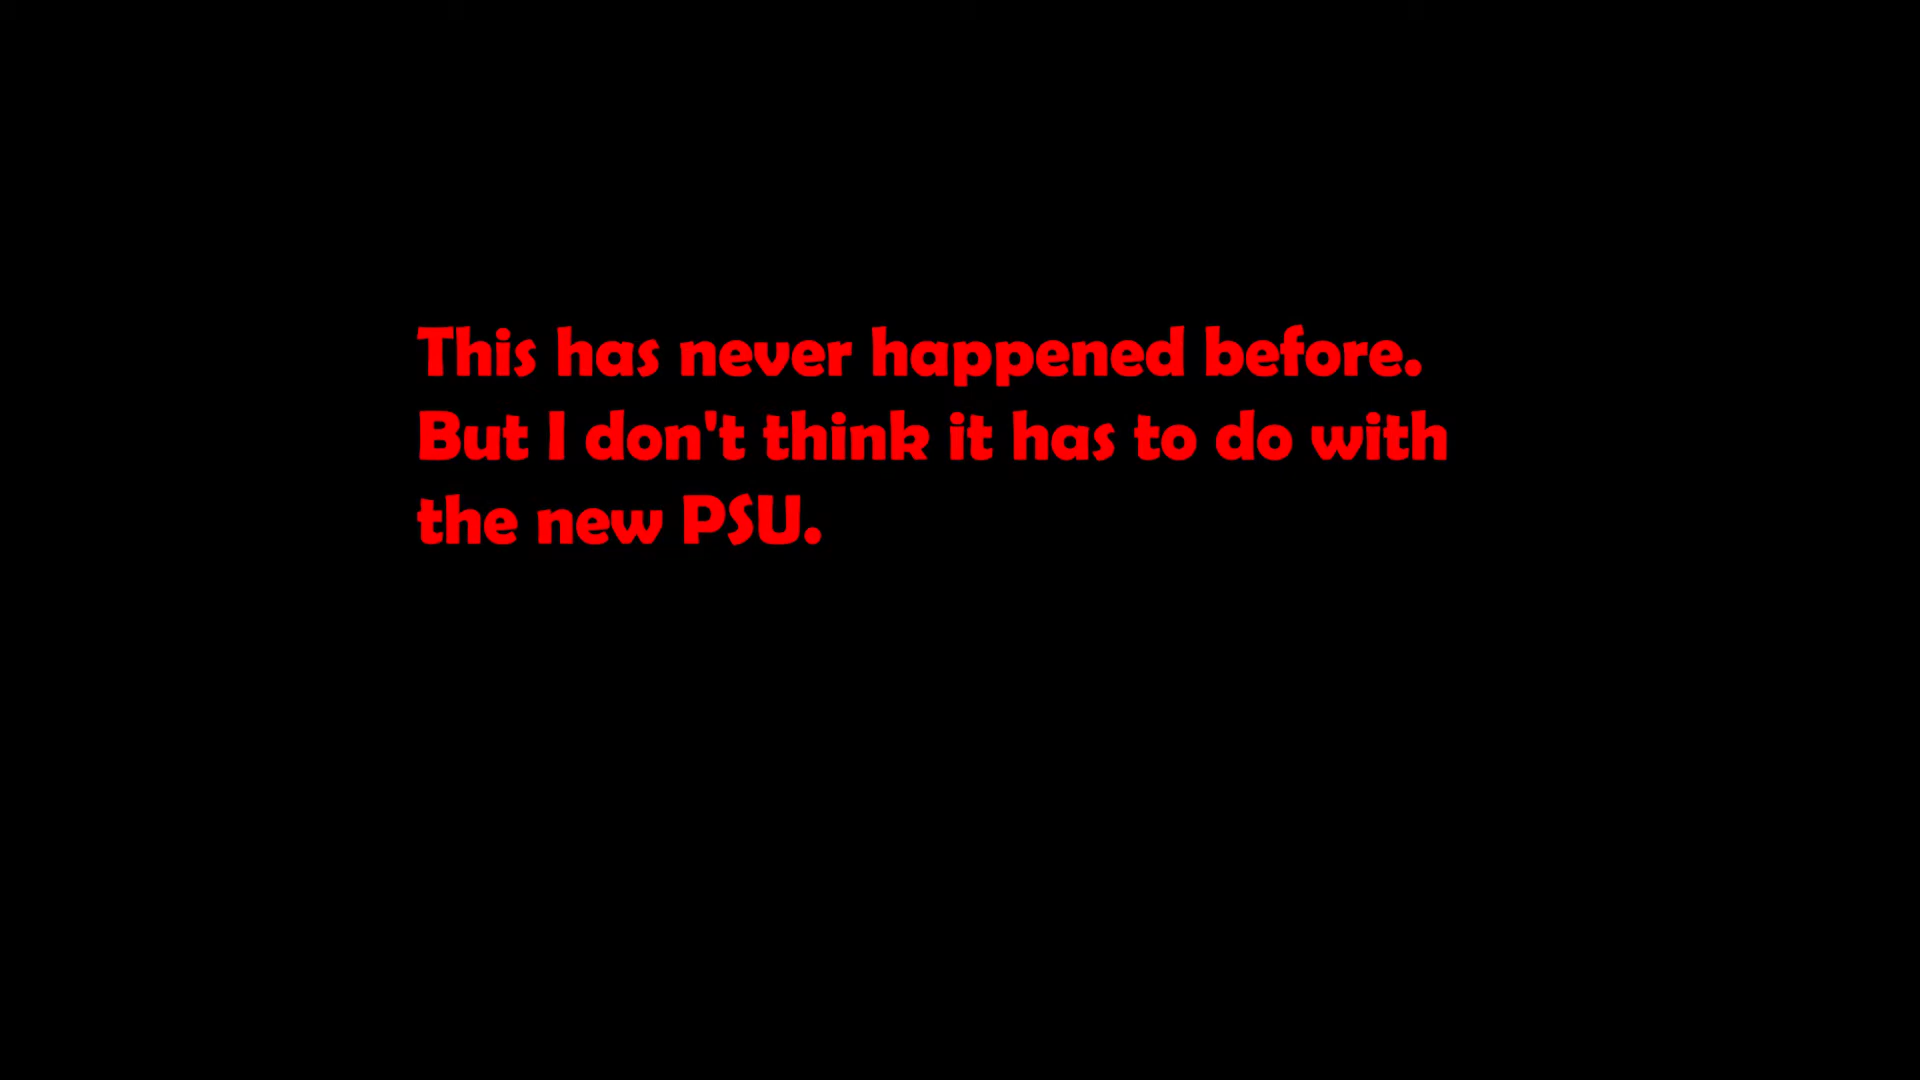 This has never happened before.
But I don't think it has to do with
the new PSU.